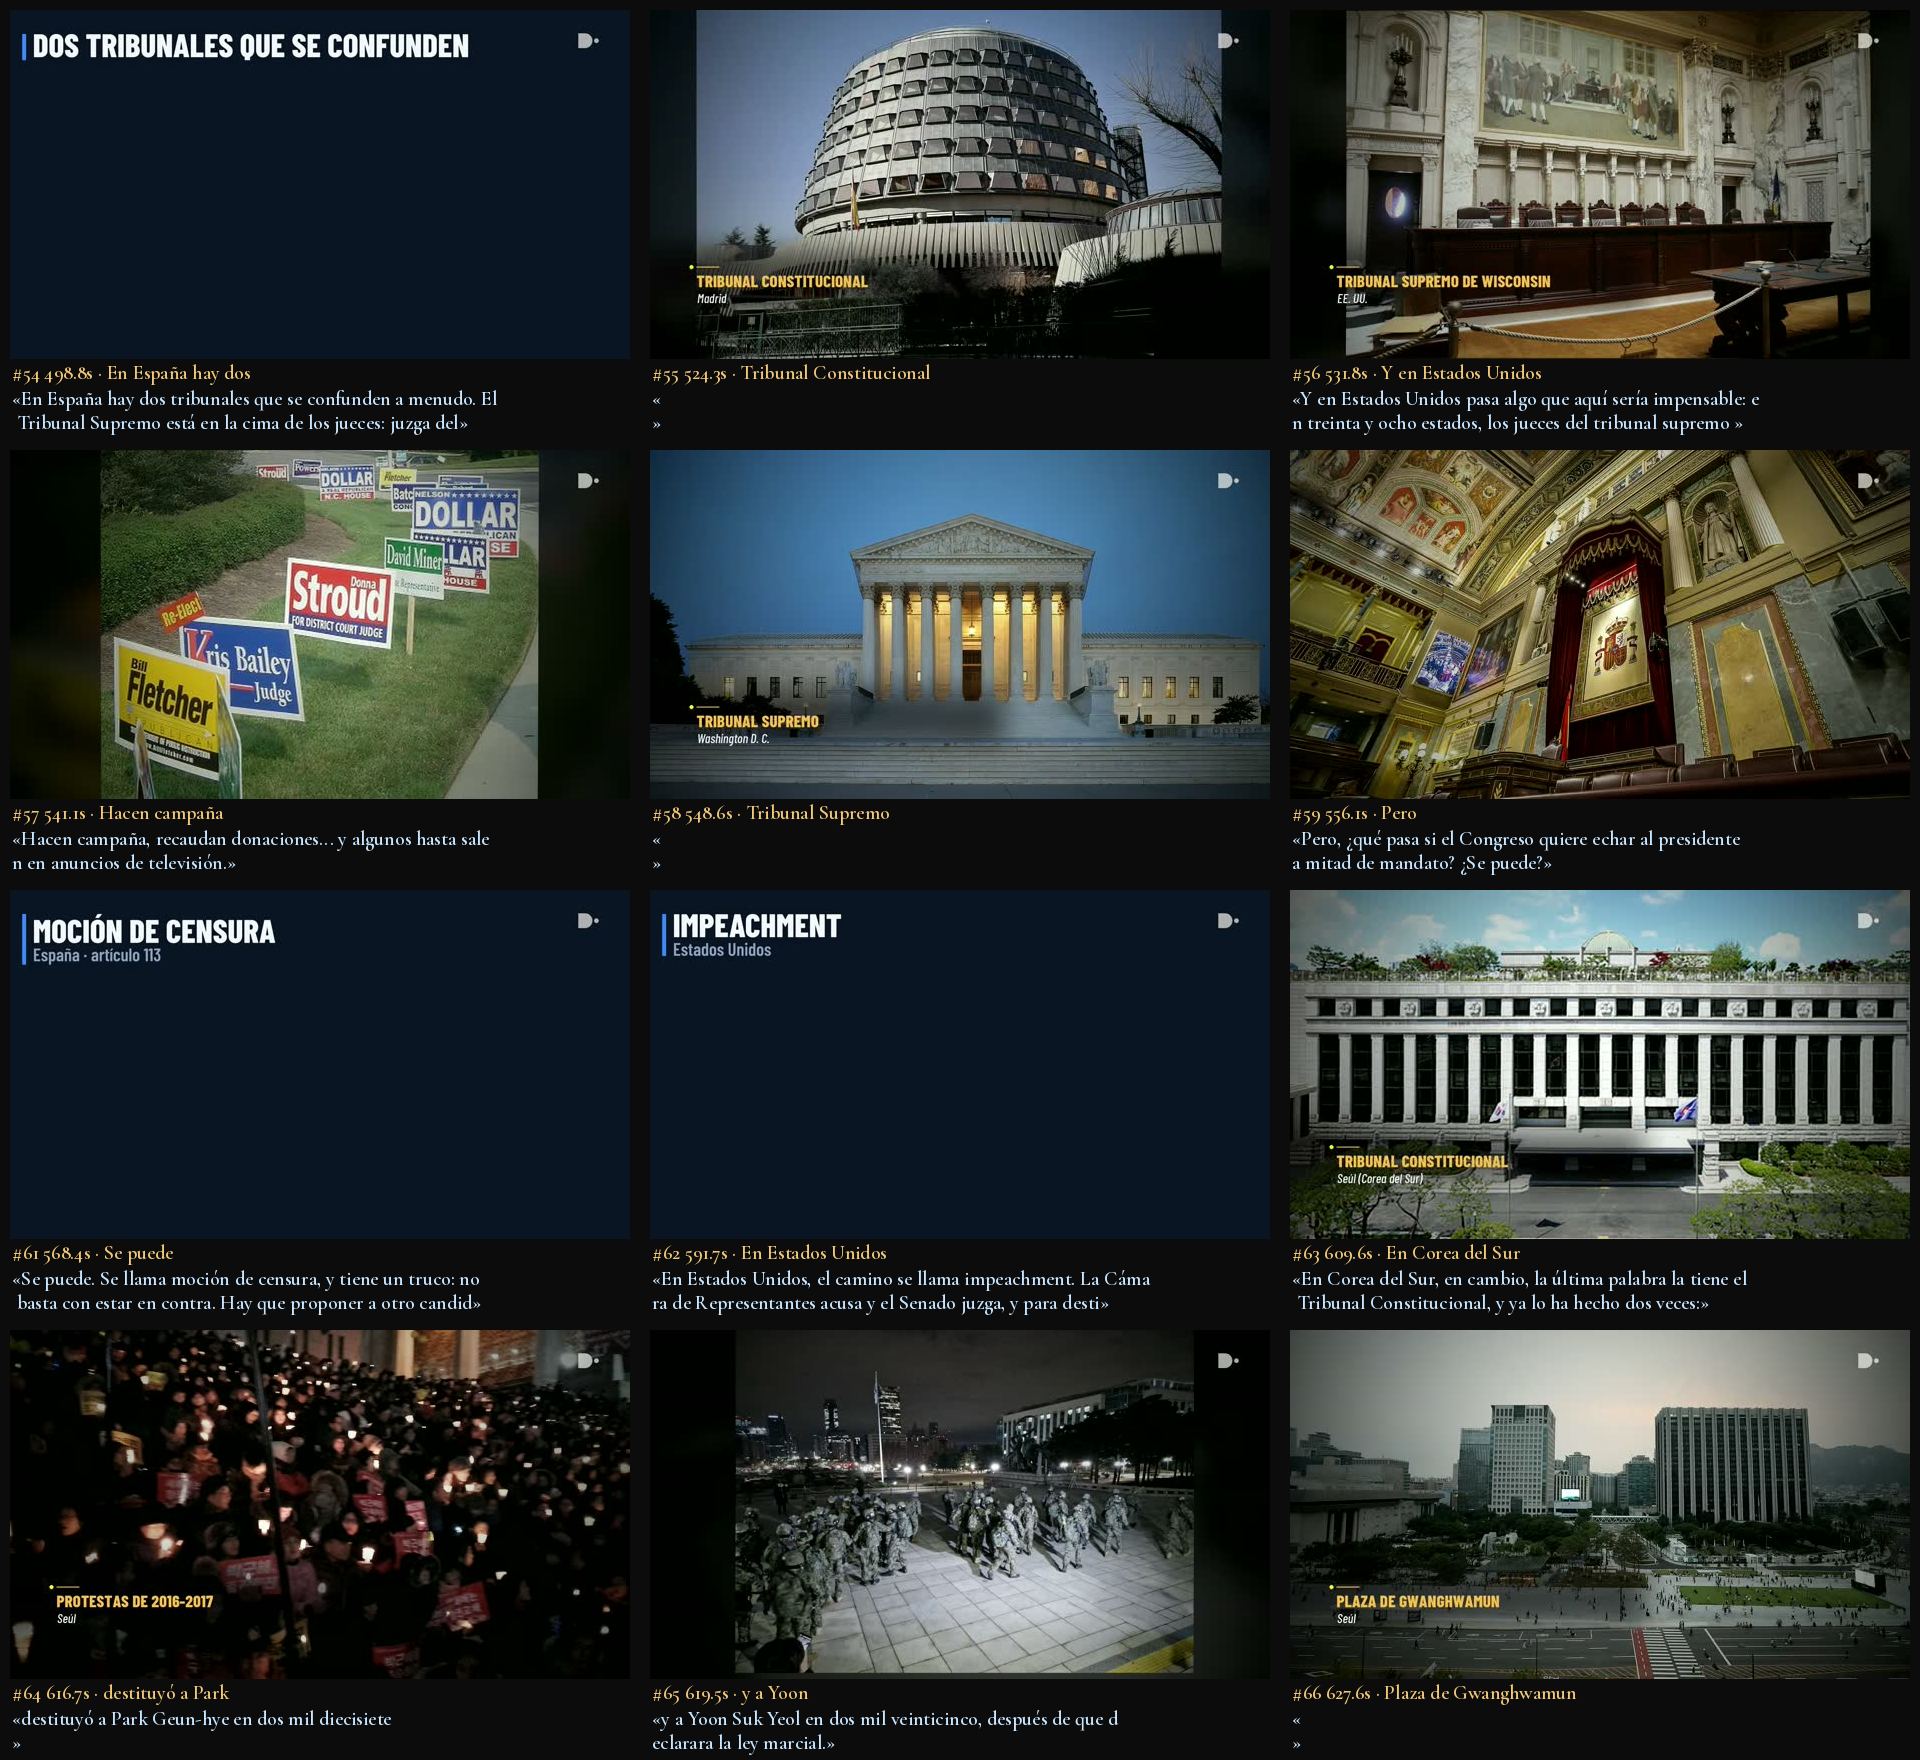 DOS TRIBUNALES QUE SE CONFUNDEN
#54 498.8s · En España hay dos
«En España hay dos tribunales que se confunden a menudo. El
Tribunal Supremo está en la cima de los jueces: juzga del»
TRIBUNAL CONSTITUCIONAL
Madrid
#55 524.3s · Tribunal Constitucional
«
»
TRIBUNAL SUPREMO DE WISCONSIN
EE. UU.
#56 531.8s · Y en Estados Unidos
«Y en Estados Unidos pasa algo que aquí sería impensable: e
n treinta y ocho estados, los jueces del tribunal supremo »
Stroud
Powers
DOLLAR
N.C. HOUSE
Fletcher
NELSON
DOLLAR
David Miner
LLAR
SE
HOUSE
Donna
Stroud
FOR DISTRICT COURT JUDGE
Re-Elect
Kris Bailey
Judge
Bill
Fletcher
#57 541.1s · Hacen campaña
«Hacen campaña, recaudan donaciones... y algunos hasta sale
n en anuncios de televisión.»
TRIBUNAL SUPREMO
Washington D. C.
#58 548.6s · Tribunal Supremo
«
»
#59 556.1s · Pero
«Pero, ¿qué pasa si el Congreso quiere echar al presidente
a mitad de mandato? ¿Se puede?»
MOCIÓN DE CENSURA
España · artículo 113
#61 568.4s · Se puede
«Se puede. Se llama moción de censura, y tiene un truco: no
basta con estar en contra. Hay que proponer a otro candid»
IMPEACHMENT
Estados Unidos
#62 591.7s · En Estados Unidos
«En Estados Unidos, el camino se llama impeachment. La Cáma
ra de Representantes acusa y el Senado juzga, y para desti»
TRIBUNAL CONSTITUCIONAL
Seúl (Corea del Sur)
#63 609.6s · En Corea del Sur
«En Corea del Sur, en cambio, la última palabra la tiene el
Tribunal Constitucional, y ya lo ha hecho dos veces:»
PROTESTAS DE 2016-2017
Seúl
#64 616.7s · destituyó a Park
«destituyó a Park Geun-hye en dos mil diecisiete
»
#65 619.5s · y a Yoon
«y a Yoon Suk Yeol en dos mil veinticinco, después de que d
eclarara la ley marcial.»
PLAZA DE GWANGHWAMUN
Seúl
#66 627.6s · Plaza de Gwanghwamun
«
»